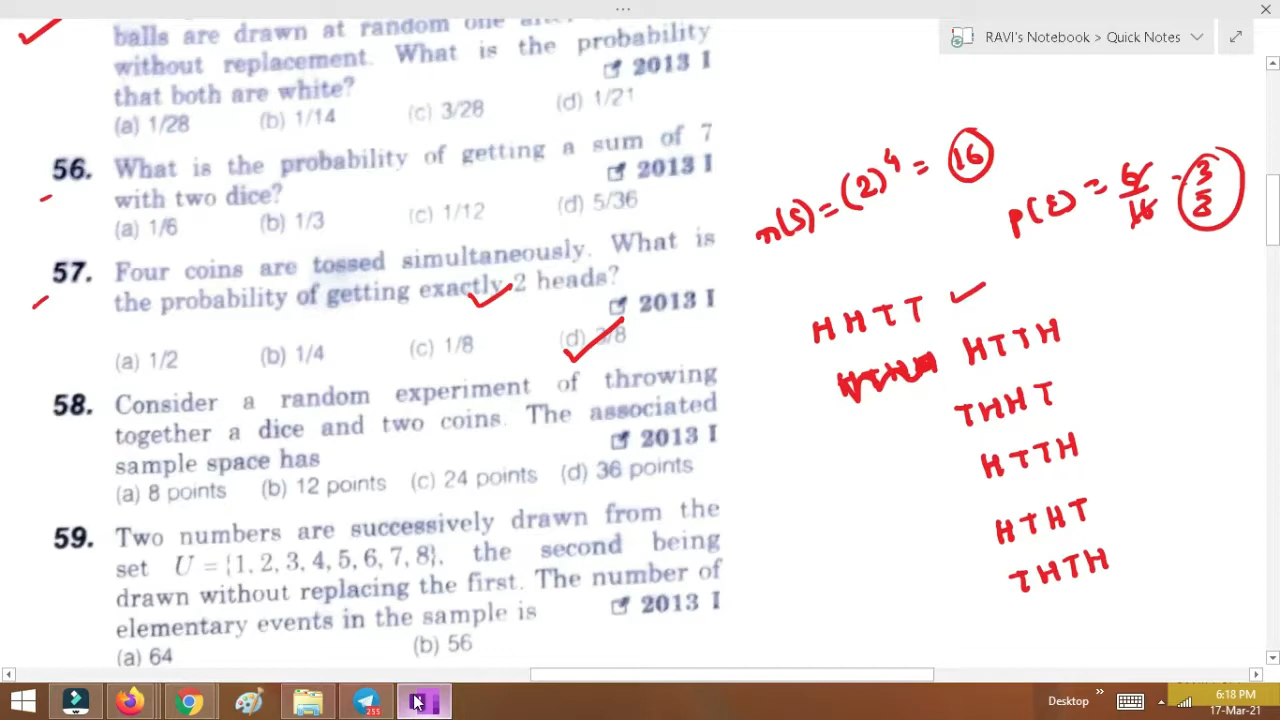 RAVI's Notebook > Quick Notes
balls are drawn at random one
without replacement. What is the probability
that both are white? 2013 I
(a) 1/28 (b) 1/14 (c) 3/28 (d) 1/21
56. What is the probability of getting a sum of 7
with two dice? 2013 I
(a) 1/6 (b) 1/3 (c) 1/12 (d) 5/36
57. Four coins are tossed simultaneously. What is
the probability of getting exactly 2 heads?
2013 I
(a) 1/2 (b) 1/4 (c) 1/8 (d) 3/8
58. Consider a random experiment of throwing
together a dice and two coins. The associated
sample space has 2013 I
(a) 8 points (b) 12 points (c) 24 points (d) 36 points
59. Two numbers are successively drawn from the
set U = {1, 2, 3, 4, 5, 6, 7, 8}, the second being
drawn without replacing the first. The number of
elementary events in the sample is 2013 I
(a) 64 (b) 56
n(S) = (2)^4 = 16
P(E) = 6/16 = 3/8
HHTT
HTTH
THHT
HTTH
HTHT
THTH
255
Desktop
6:18 PM
17-Mar-21